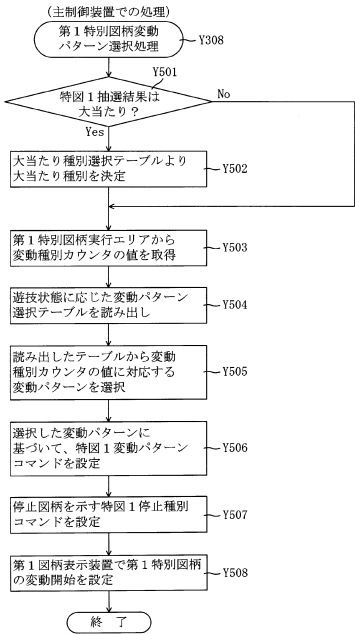 (主制御装置での処理)
第１特別図柄変動
パターン選択処理
Y308
Y501
特図１抽選結果は
大当たり？
No
Yes
大当たり種別選択テーブルより
大当たり種別を決定
Y502
第１特別図柄実行エリアから
変動種別カウンタの値を取得
Y503
遊技状態に応じた変動パターン
選択テーブルを読み出し
Y504
読み出したテーブルから変動
種別カウンタの値に対応する
変動パターンを選択
Y505
選択した変動パターンに
基づいて、特図１変動パターン
コマンドを設定
Y506
停止図柄を示す特図１停止種別
コマンドを設定
Y507
第１図柄表示装置で第１特別図柄
の変動開始を設定
Y508
終　了